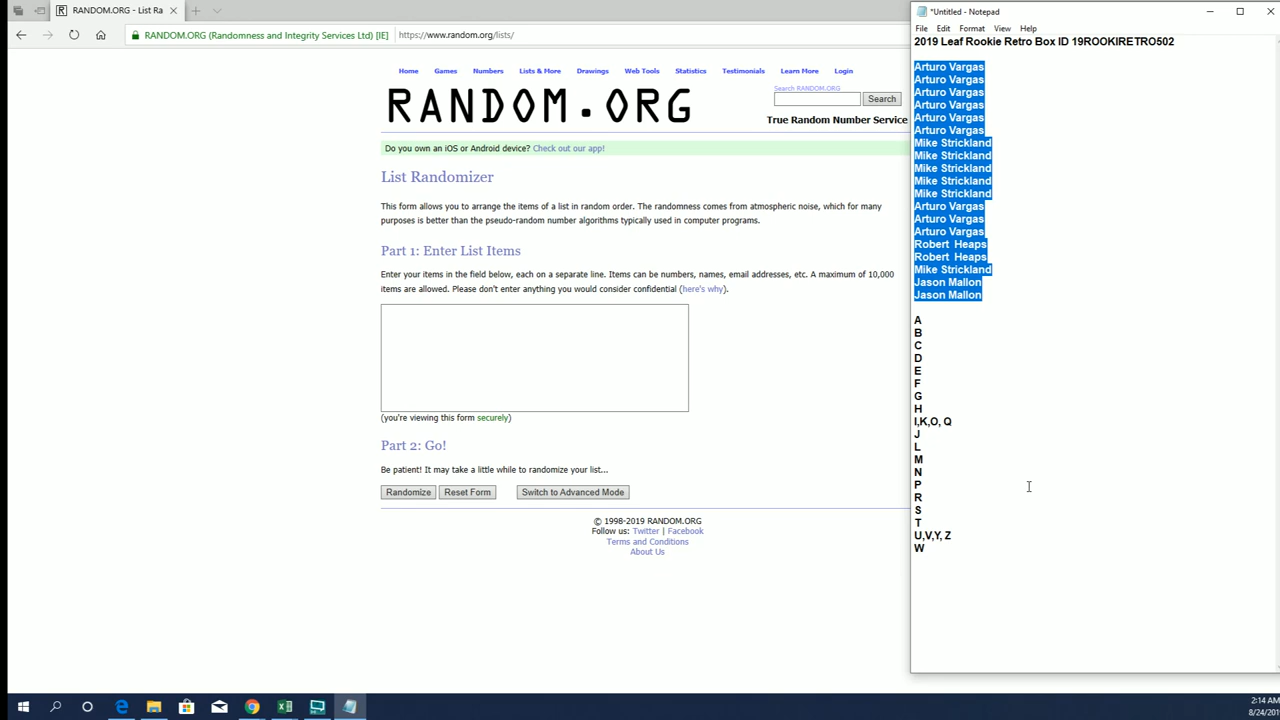 RANDOM.ORG - List Ra
RANDOM.ORG (Randomness and Integrity Services Ltd) [IE]
https://www.random.org/lists/
Home Games Numbers Lists & More Drawings Web Tools Statistics Testimonials Learn More Login
RANDOM.ORG
Search RANDOM.ORG
Search
True Random Number Service
Do you own an iOS or Android device? Check out our app!
List Randomizer
This form allows you to arrange the items of a list in random order. The randomness comes from atmospheric noise, which for many
purposes is better than the pseudo-random number algorithms typically used in computer programs.
Part 1: Enter List Items
Enter your items in the field below, each on a separate line. Items can be numbers, names, email addresses, etc. A maximum of 10,000
items are allowed. Please don't enter anything you would consider confidential (here's why).
(you're viewing this form securely)
Part 2: Go!
Be patient! It may take a little while to randomize your list...
Randomize Reset Form Switch to Advanced Mode
© 1998-2019 RANDOM.ORG
Follow us: Twitter | Facebook
Terms and Conditions
About Us
*Untitled - Notepad
File Edit Format View Help
2019 Leaf Rookie Retro Box ID 19ROOKIRETRO502
Arturo Vargas
Arturo Vargas
Arturo Vargas
Arturo Vargas
Arturo Vargas
Arturo Vargas
Mike Strickland
Mike Strickland
Mike Strickland
Mike Strickland
Mike Strickland
Arturo Vargas
Arturo Vargas
Arturo Vargas
Robert  Heaps
Robert  Heaps
Mike Strickland
Jason Mallon
Jason Mallon
A
B
C
D
E
F
G
H
I,K,O, Q
J
L
M
N
P
R
S
T
U,V,Y, Z
W
2:14 AM